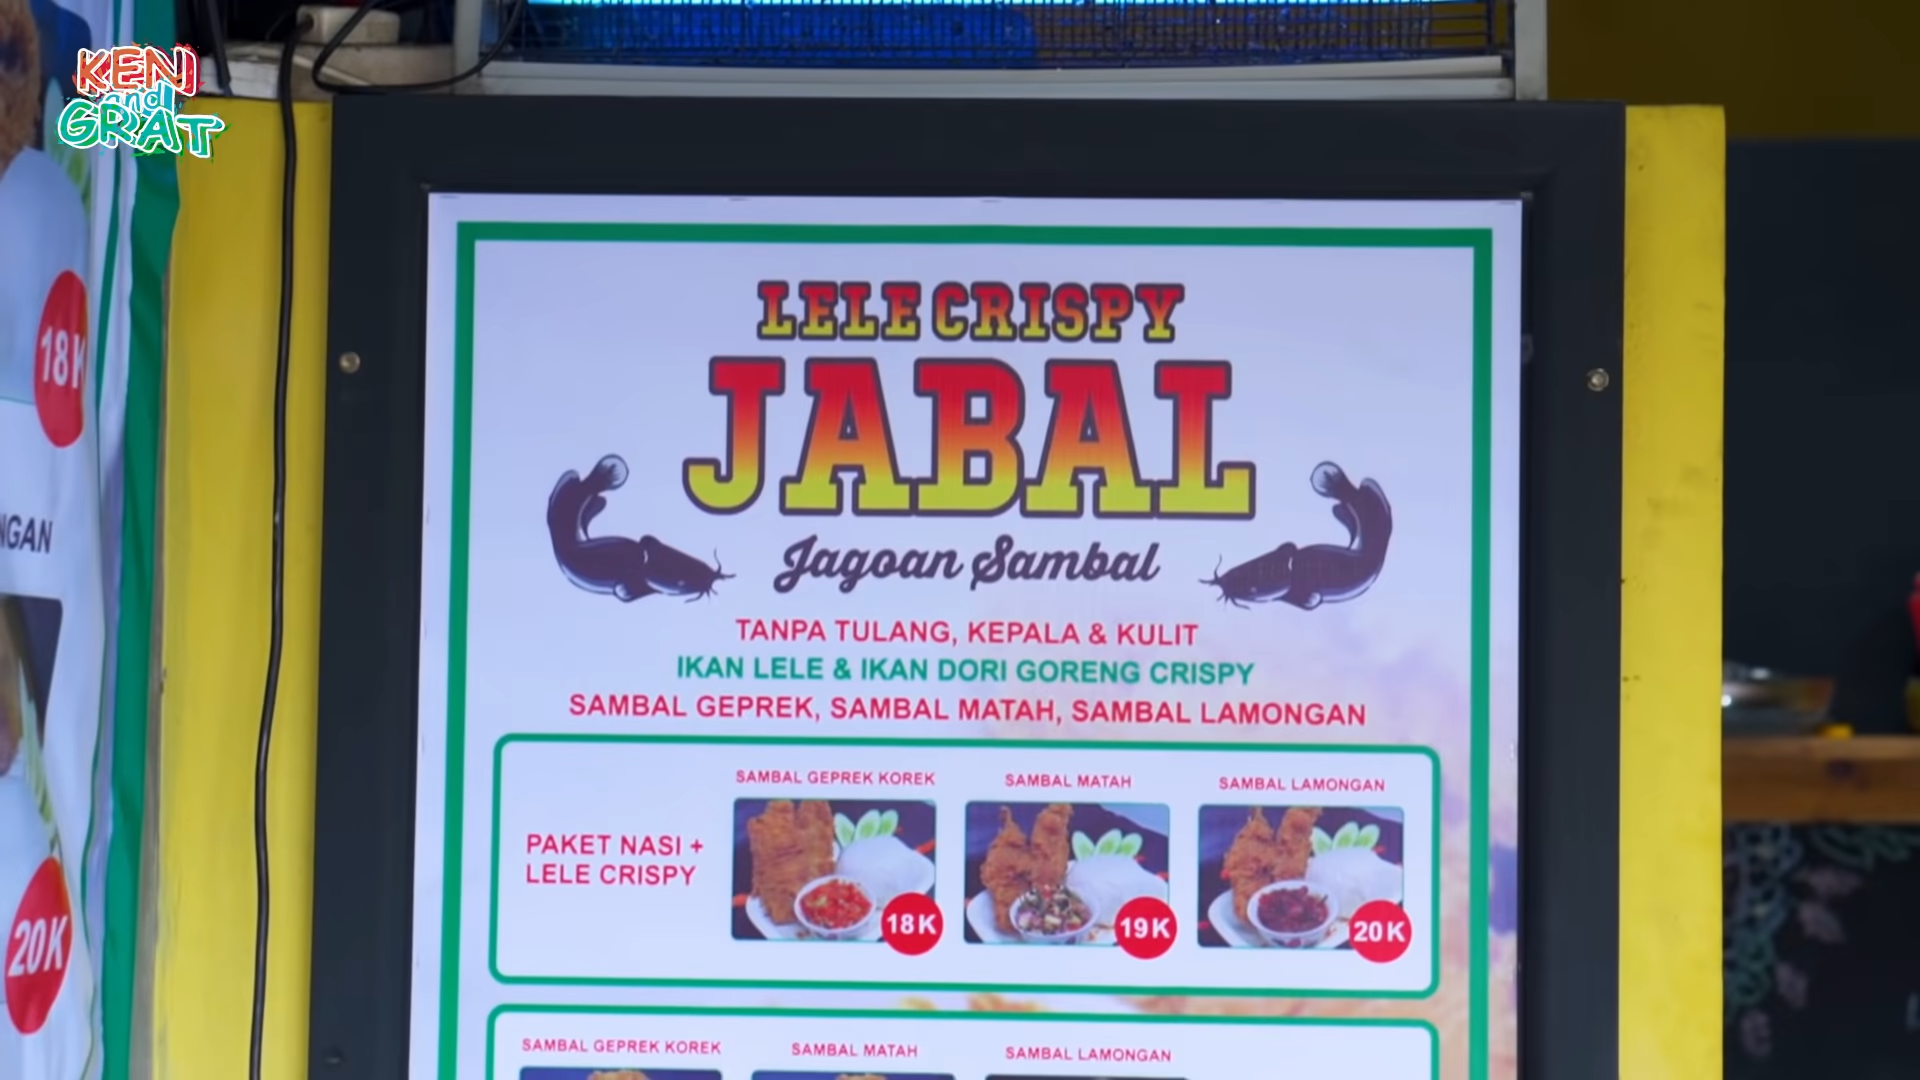 KEN
and
GRAT
18K
20K
LELE CRISPY
JABAL
Jagoan Sambal
TANPA TULANG, KEPALA & KULIT
IKAN LELE & IKAN DORI GORENG CRISPY
SAMBAL GEPREK, SAMBAL MATAH, SAMBAL LAMONGAN
SAMBAL GEPREK KOREK SAMBAL MATAH SAMBAL LAMONGAN
PAKET NASI +
LELE CRISPY
18K 19K 20K
SAMBAL GEPREK KOREK SAMBAL MATAH SAMBAL LAMONGAN